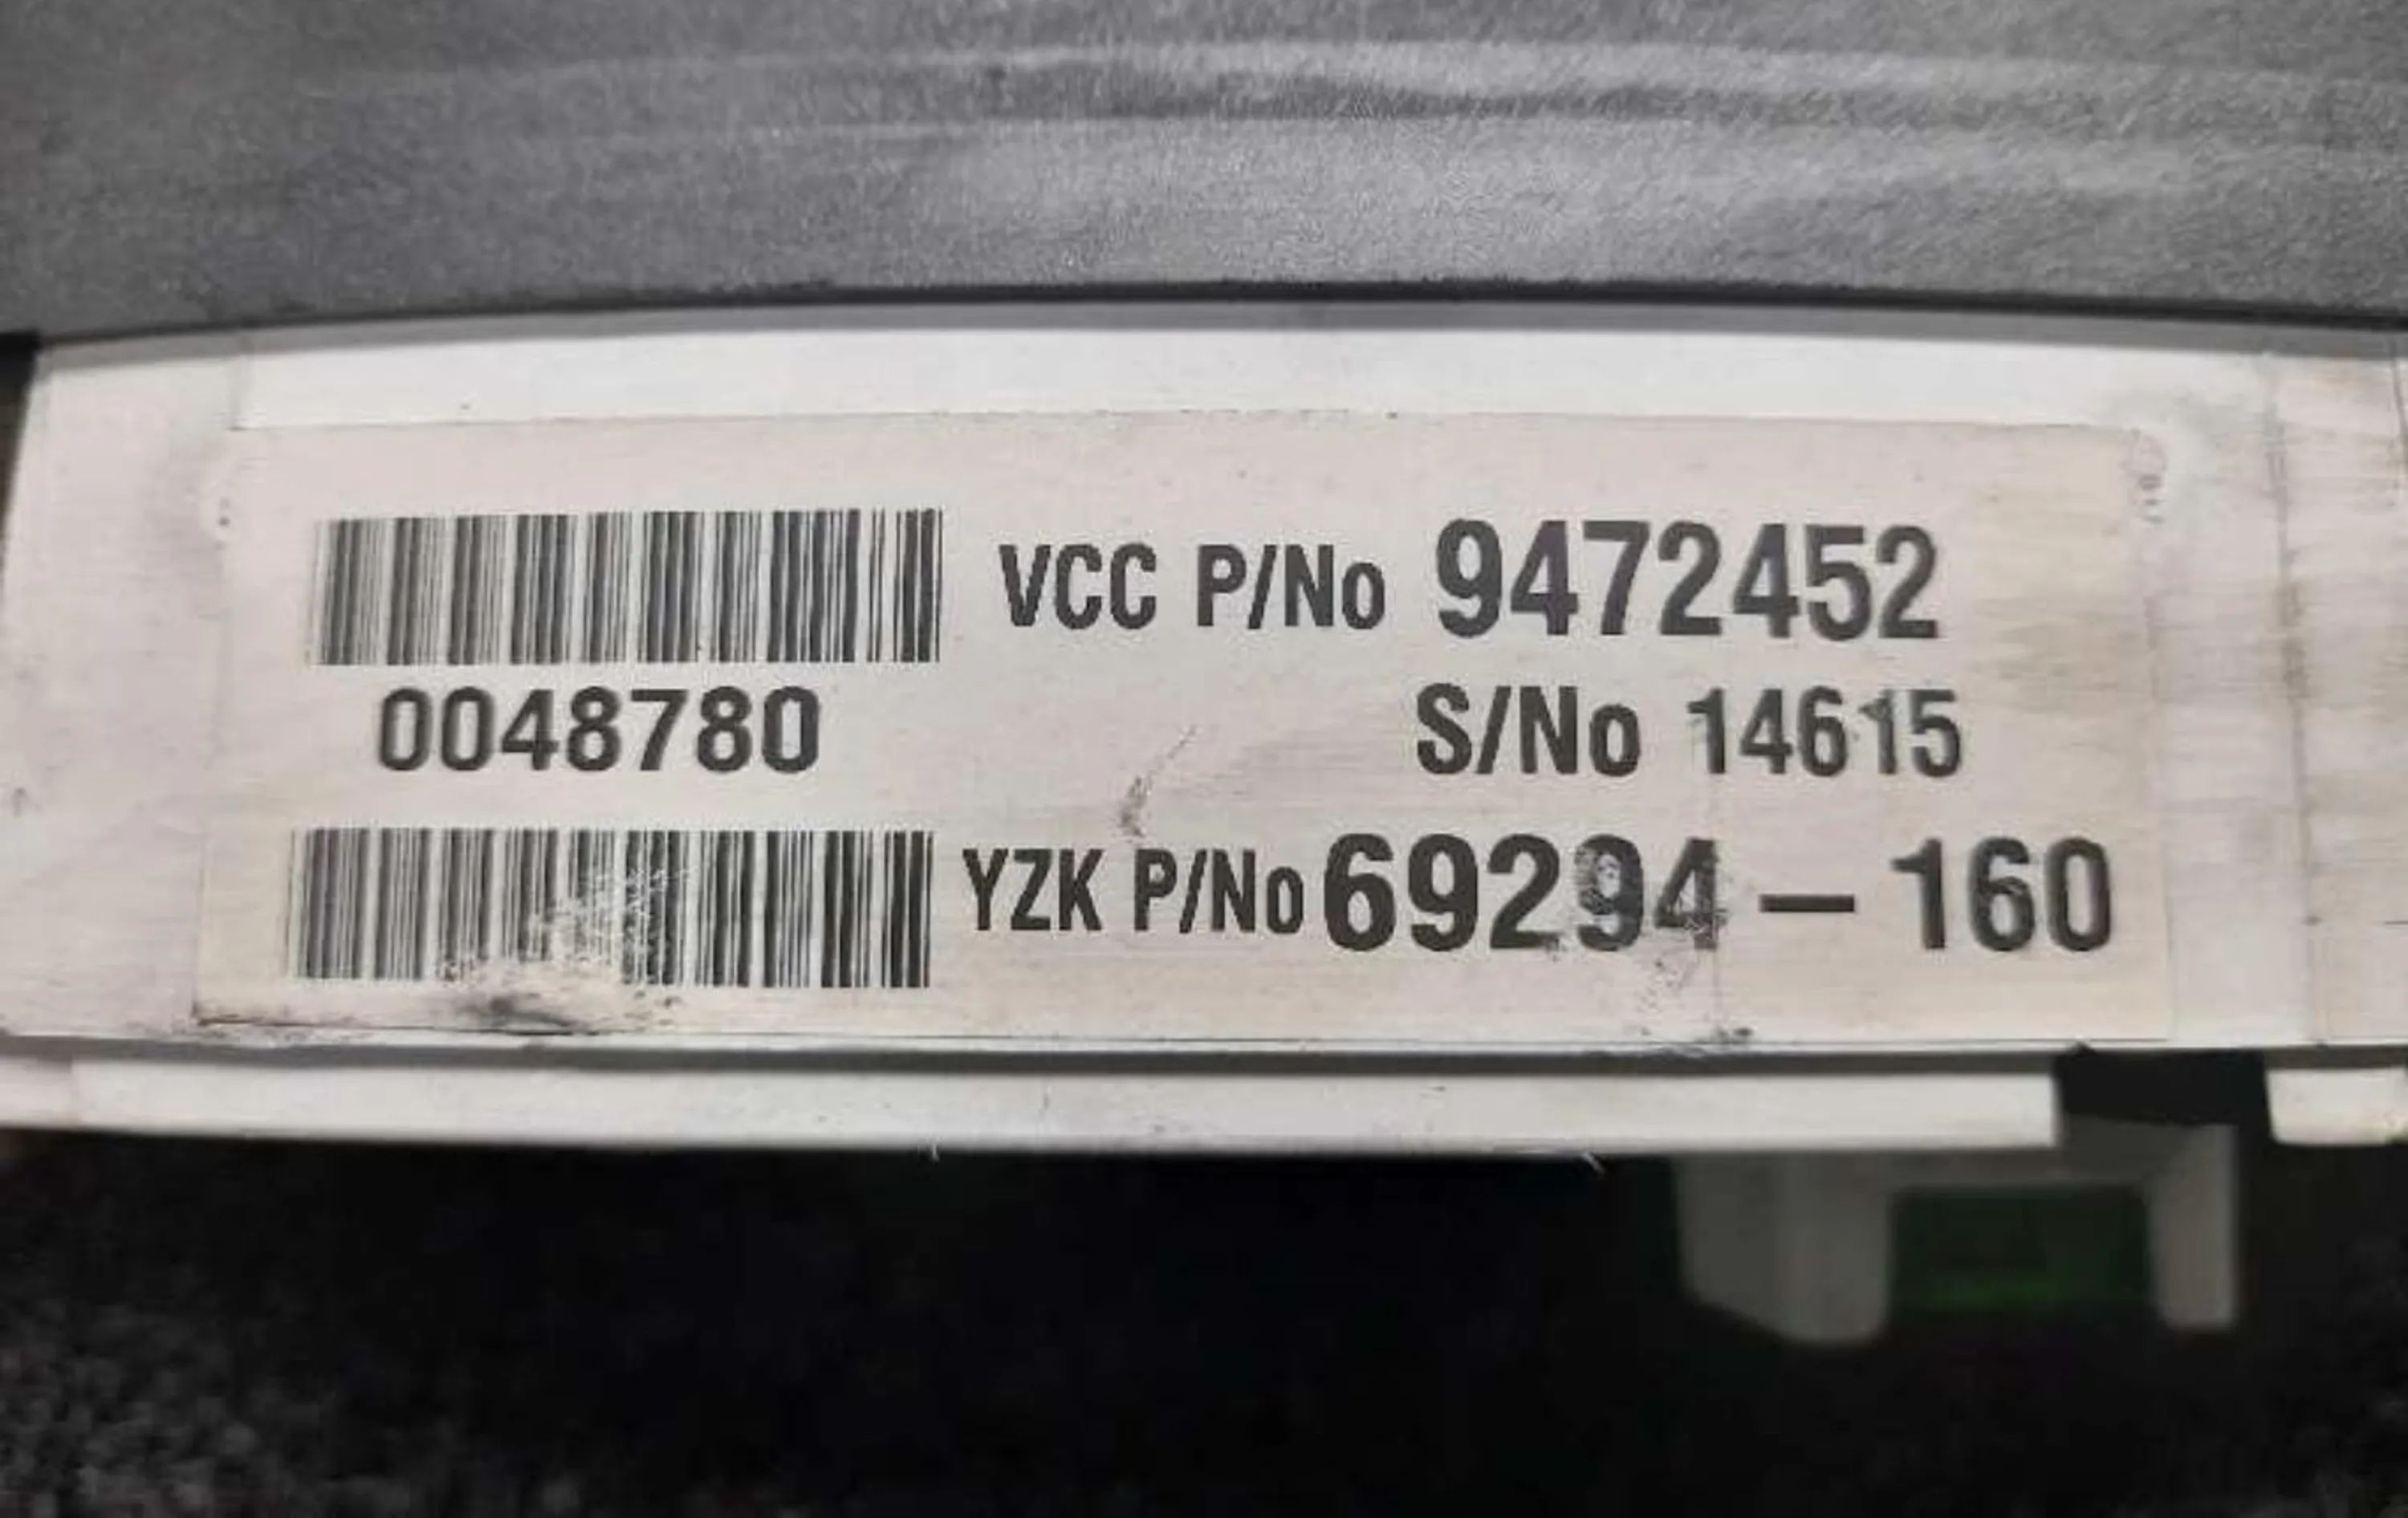 VCC P/No 9472452
0048780 S/No 14615
YZK P/No 69294-160